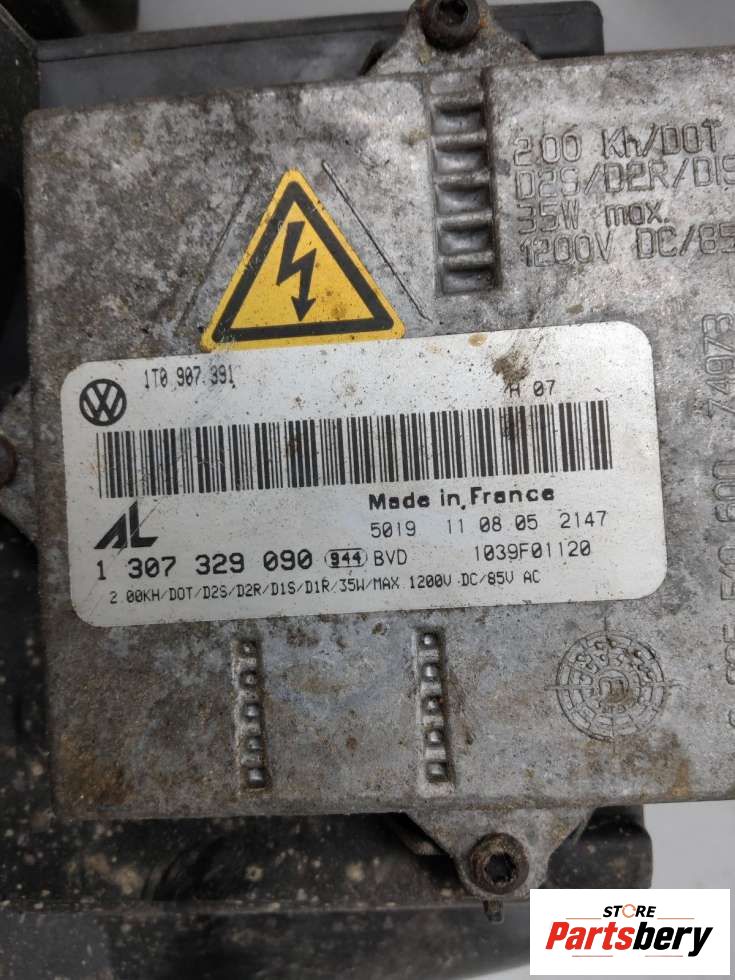 2.00 Kh/DOT
D2S/D2R/D1S
35W max.
1200V DC/85
1T0 907 391
H 07
AL
Made in France
5019 11 08 05 2147
1 307 329 090 944 BVD 1039F01120
2.00KH/DOT/D2S/D2R/D1S/D1R/35W/MAX.1200V DC/85V AC
74973
STORE
Partsbery